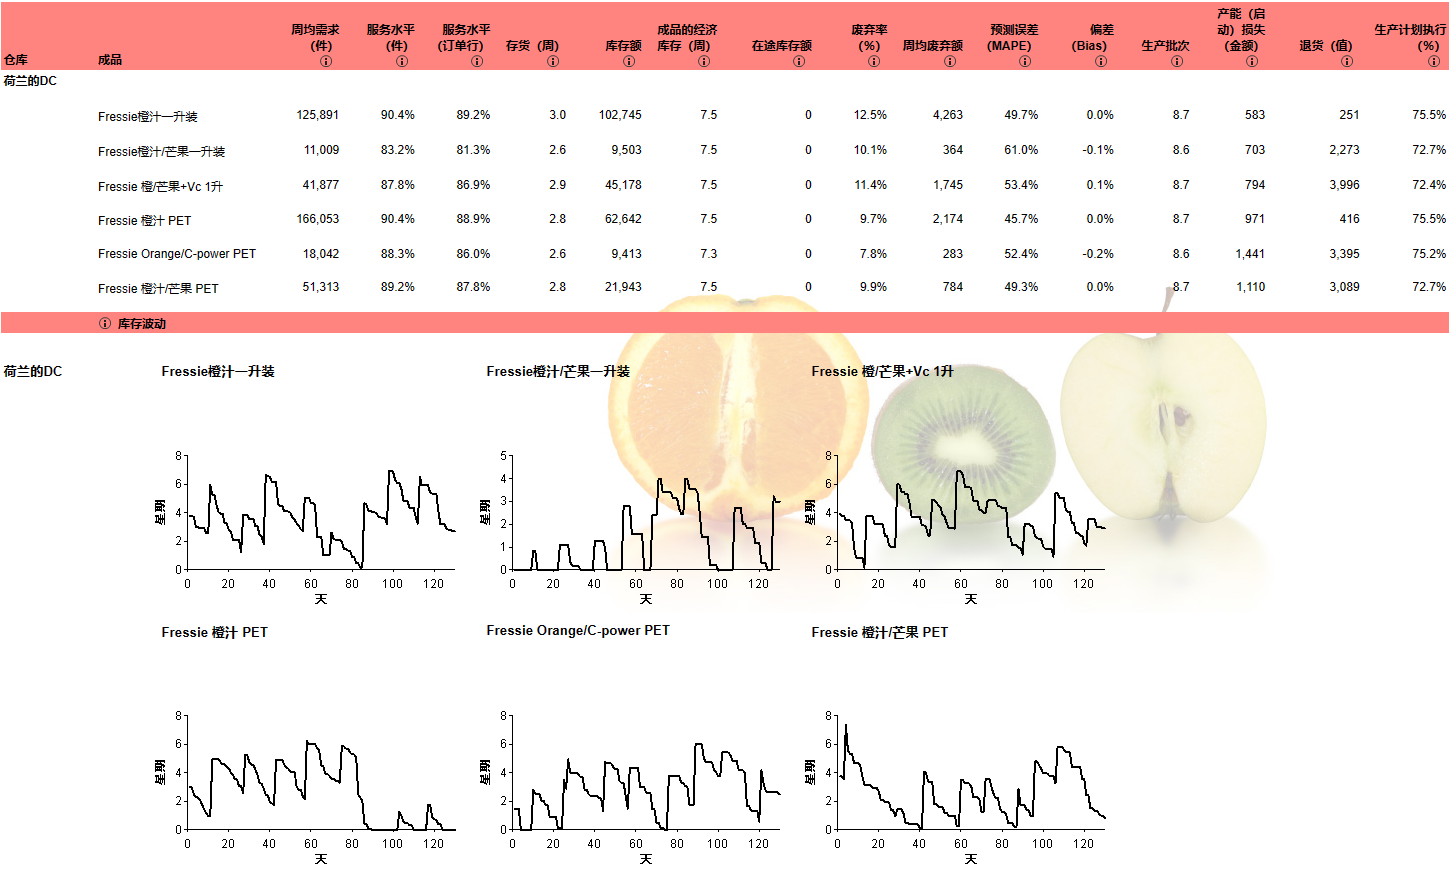 仓库 成品 周均需求 (件) 服务水平 (件) 服务水平 (订单行) 存货（周） 库存额 成品的经济 库存（周） 在途库存额 废弃率 (%) 周均废弃额 预测误差 (MAPE) 偏差 (Bias) 生产批次 产能（启 动）损失 (金额) 退货（值） 生产计划执行 (%)
荷兰的DC
Fressie橙汁一升装 125,891 90.4% 89.2% 3.0 102,745 7.5 0 12.5% 4,263 49.7% 0.0% 8.7 583 251 75.5%
Fressie橙汁/芒果一升装 11,009 83.2% 81.3% 2.6 9,503 7.5 0 10.1% 364 61.0% -0.1% 8.6 703 2,273 72.7%
Fressie 橙/芒果+Vc 1升 41,877 87.8% 86.9% 2.9 45,178 7.5 0 11.4% 1,745 53.4% 0.1% 8.7 794 3,996 72.4%
Fressie 橙汁 PET 166,053 90.4% 88.9% 2.8 62,642 7.5 0 9.7% 2,174 45.7% 0.0% 8.7 971 416 75.5%
Fressie Orange/C-power PET 18,042 88.3% 86.0% 2.6 9,413 7.3 0 7.8% 283 52.4% -0.2% 8.6 1,441 3,395 75.2%
Fressie 橙汁/芒果 PET 51,313 89.2% 87.8% 2.8 21,943 7.5 0 9.9% 784 49.3% 0.0% 8.7 1,110 3,089 72.7%
库存波动
荷兰的DC
Fressie橙汁一升装
8
6
4
2
0
星期
0 20 40 60 80 100 120
天
Fressie橙汁/芒果一升装
5
4
3
2
1
0
星期
0 20 40 60 80 100 120
天
Fressie 橙/芒果+Vc 1升
8
6
4
2
0
星期
0 20 40 60 80 100 120
天
Fressie 橙汁 PET
8
6
4
2
0
星期
0 20 40 60 80 100 120
天
Fressie Orange/C-power PET
8
6
4
2
0
星期
0 20 40 60 80 100 120
天
Fressie 橙汁/芒果 PET
8
6
4
2
0
星期
0 20 40 60 80 100 120
天